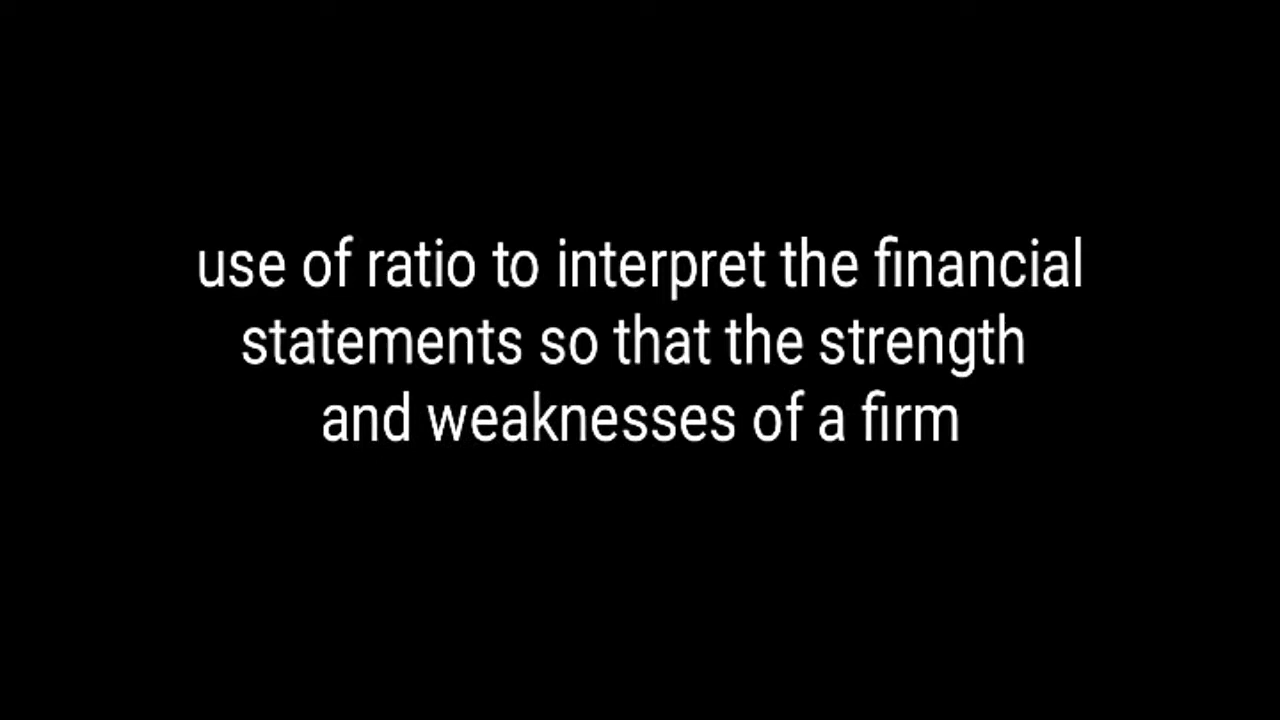 use of ratio to interpret the financial
statements so that the strength
and weaknesses of a firm